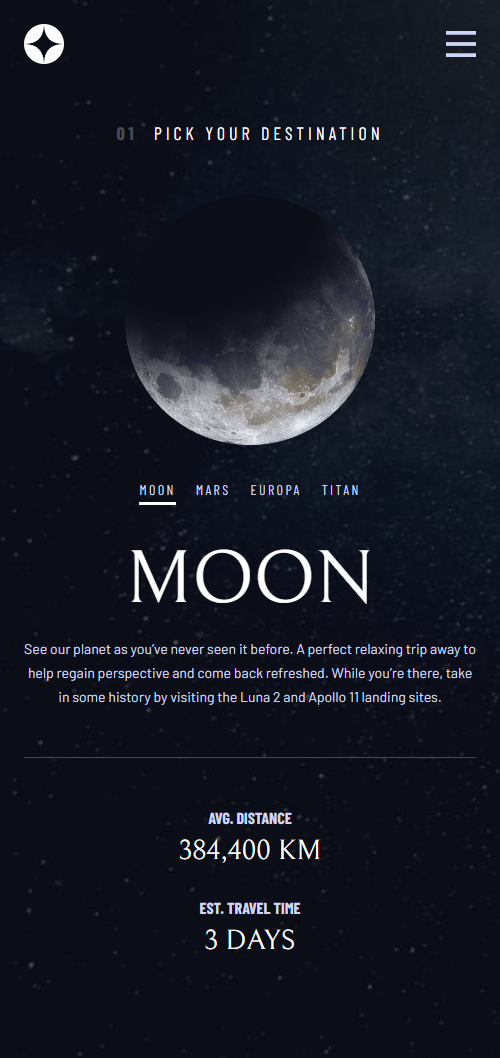 01 PICK YOUR DESTINATION
MOON MARS EUROPA TITAN
MOON
See our planet as you’ve never seen it before. A perfect relaxing trip away to
help regain perspective and come back refreshed. While you’re there, take
in some history by visiting the Luna 2 and Apollo 11 landing sites.
AVG. DISTANCE
384,400 KM
EST. TRAVEL TIME
3 DAYS